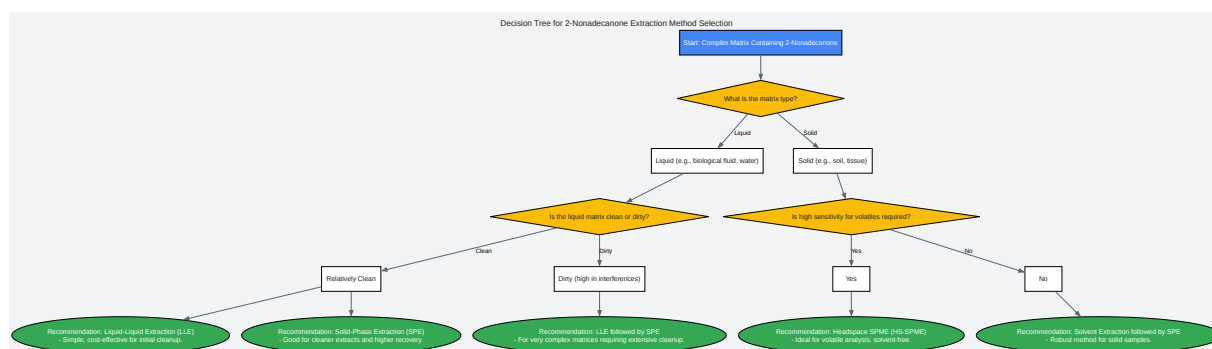 Decision Tree for 2-Nonadecanone Extraction Method Selection
Start: Complex Matrix Containing 2-Nonadecanone
What is the matrix type?
Liquid
Solid
Liquid (e.g., biological fluid, water)
Solid (e.g., soil, tissue)
Is the liquid matrix clean or dirty?
Is high sensitivity for volatiles required?
Clean
Dirty
Yes
No
Relatively Clean
Dirty (high in interferences)
Yes
No
Recommendation: Liquid-Liquid Extraction (LLE)
- Simple, cost-effective for initial cleanup.
Recommendation: Solid-Phase Extraction (SPE)
- Good for cleaner extracts and higher recovery.
Recommendation: LLE followed by SPE
- For very complex matrices requiring extensive cleanup.
Recommendation: Headspace SPME (HS-SPME)
- Ideal for volatile analysis, solvent-free.
Recommendation: Solvent Extraction followed by SPE
- Robust method for solid samples.